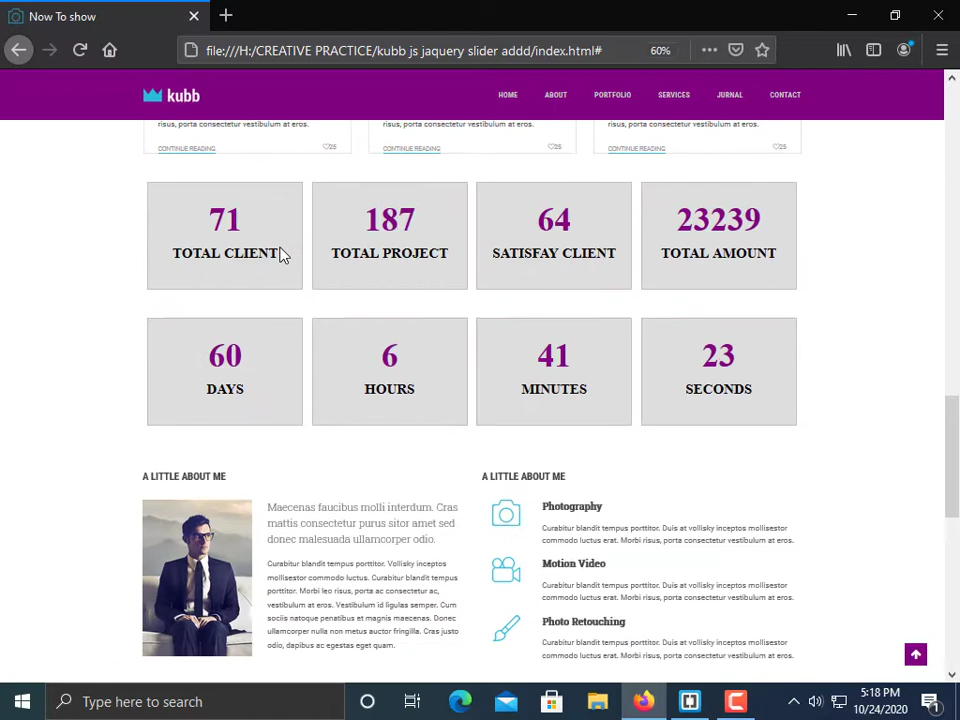 Now To show
file:///H:/CREATIVE PRACTICE/kubb js jaquery slider addd/index.html#
60%
kubb
HOME ABOUT PORTFOLIO SERVICES JURNAL CONTACT
risus, porta consectetur vestibulum at eros. risus, porta consectetur vestibulum at eros. risus, porta consectetur vestibulum at eros.
CONTINUE READING 25 CONTINUE READING 25 CONTINUE READING 25
71 187 64 23239
TOTAL CLIENT TOTAL PROJECT SATISFAY CLIENT TOTAL AMOUNT
60 6 41 23
DAYS HOURS MINUTES SECONDS
A LITTLE ABOUT ME
Maecenas faucibus molli interdum. Cras
mattis consectetur purus sitor amet sed
donec malesuada ullamcorper odio.
Curabitur blandit tempus porttitor. Vollisky inceptos
mollisestor commodo luctus. Curabitur blandit tempus
porttitor. Morbi leo risus, porta ac consectetur ac,
vestibulum at eros. Vestibulum id ligulas semper. Cum
sociis natoque penatibus et magnis maecenas. Donec
ullamcorper nulla non metus auctor fringilla. Cras justo
odio, dapibus ac egestas eget quam.
A LITTLE ABOUT ME
Photography
Curabitur blandit tempus porttitor. Duis at vollisky inceptos mollisestor
commodo luctus erat. Morbi risus, porta consectetur vestibulum at eros.
Motion Video
Curabitur blandit tempus porttitor. Duis at vollisky inceptos mollisestor
commodo luctus erat. Morbi risus, porta consectetur vestibulum at eros.
Photo Retouching
Curabitur blandit tempus porttitor. Duis at vollisky inceptos mollisestor
commodo luctus erat. Morbi risus, porta consectetur vestibulum at eros.
Type here to search
5:18 PM
10/24/2020
1